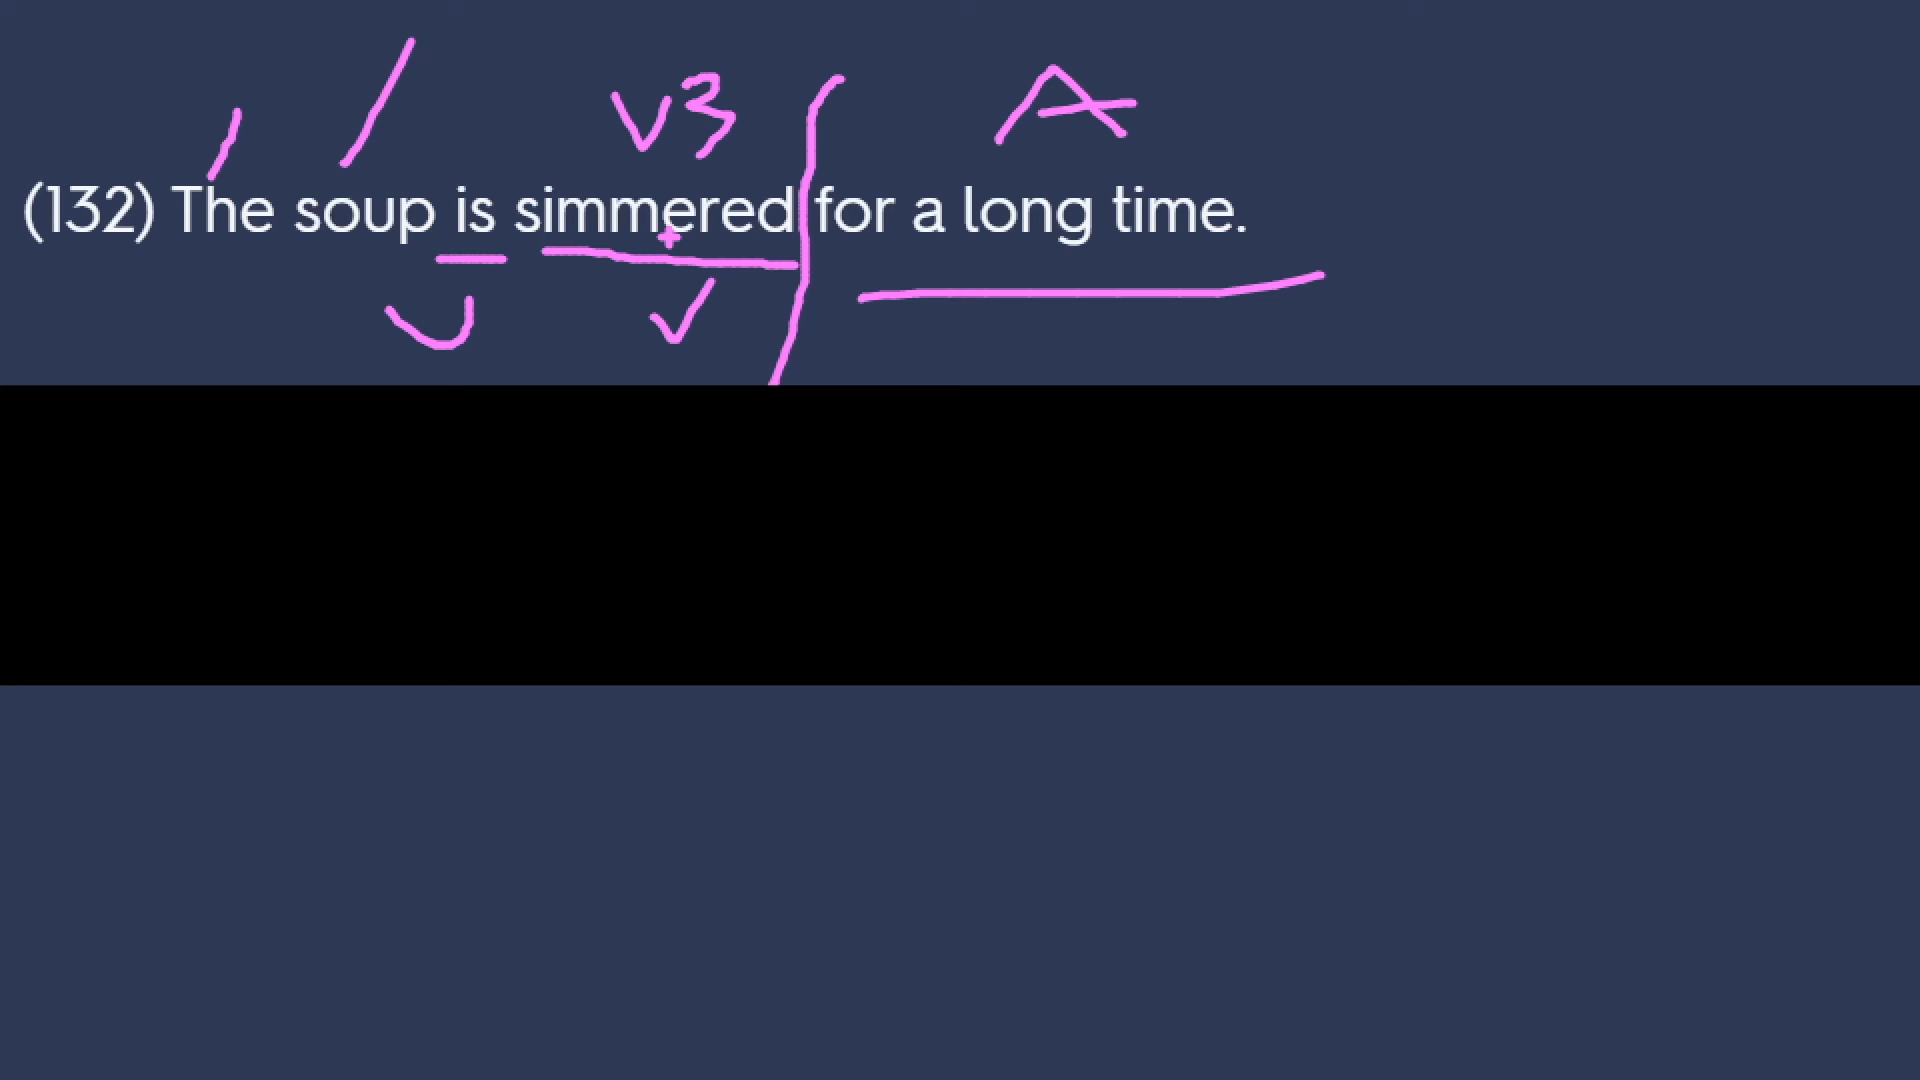 V3 A
(132) The soup is simmered for a long time.